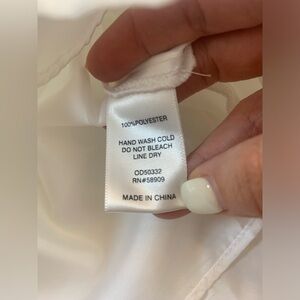 100%POLYESTER
HAND WASH COLD
DO NOT BLEACH
LINE DRY
OD50332
RN#58909
MADE IN CHINA